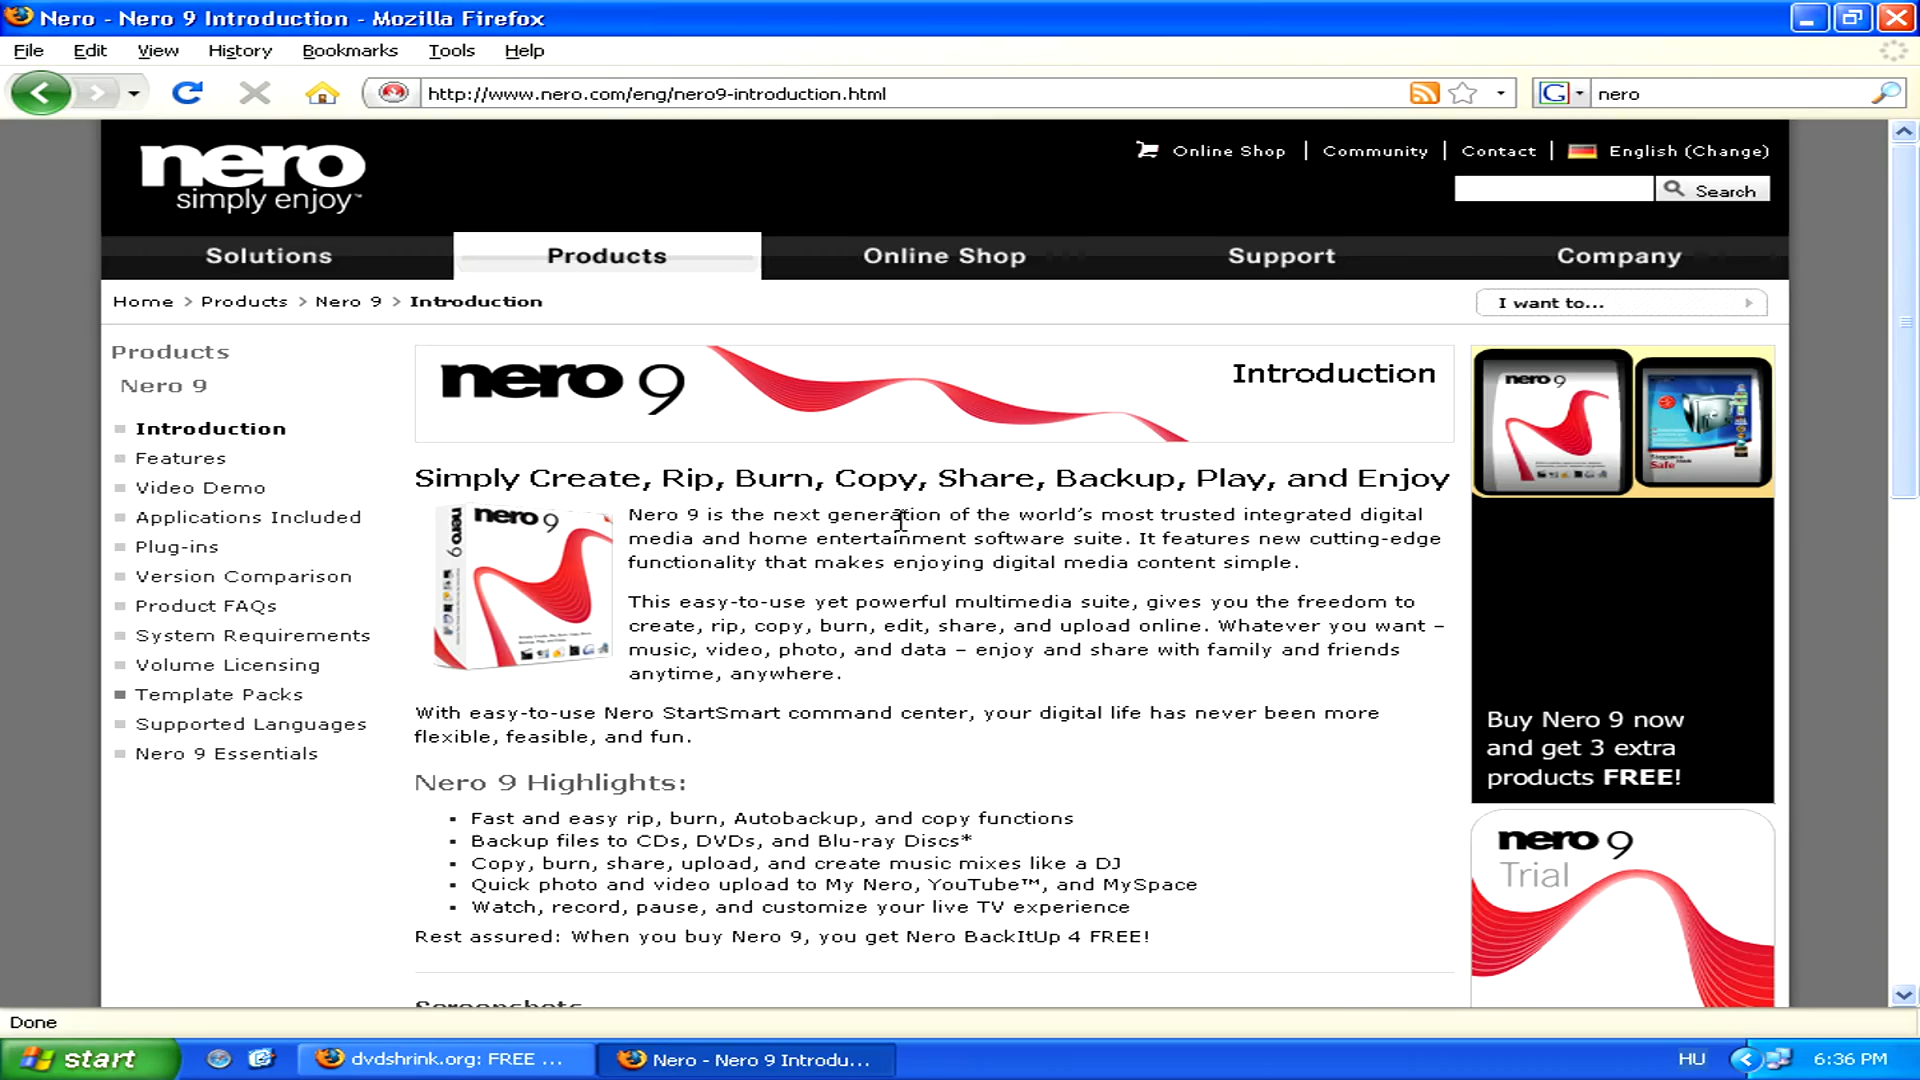 Nero - Nero 9 Introduction - Mozilla Firefox
File Edit View History Bookmarks Tools Help
http://www.nero.com/eng/nero9-introduction.html
G nero
nero
simply enjoy™
Online Shop | Community | Contact | English (Change)
Search
Solutions Products Online Shop Support Company
Home > Products > Nero 9 > Introduction
I want to...
Products
Nero 9
Introduction
Features
Video Demo
Applications Included
Plug-ins
Version Comparison
Product FAQs
System Requirements
Volume Licensing
Template Packs
Supported Languages
Nero 9 Essentials
nero 9
Introduction
Simply Create, Rip, Burn, Copy, Share, Backup, Play, and Enjoy
nero 9
nero 9
Nero 9 is the next generation of the world's most trusted integrated digital
media and home entertainment software suite. It features new cutting-edge
functionality that makes enjoying digital media content simple.
This easy-to-use yet powerful multimedia suite, gives you the freedom to
create, rip, copy, burn, edit, share, and upload online. Whatever you want –
music, video, photo, and data – enjoy and share with family and friends
anytime, anywhere.
With easy-to-use Nero StartSmart command center, your digital life has never been more
flexible, feasible, and fun.
Nero 9 Highlights:
Fast and easy rip, burn, Autobackup, and copy functions
Backup files to CDs, DVDs, and Blu-ray Discs*
Copy, burn, share, upload, and create music mixes like a DJ
Quick photo and video upload to My Nero, YouTube™, and MySpace
Watch, record, pause, and customize your live TV experience
Rest assured: When you buy Nero 9, you get Nero BackItUp 4 FREE!
Screenshots
nero 9
Safe
Buy Nero 9 now
and get 3 extra
products FREE!
nero 9
Trial
Done
start
dvdshrink.org: FREE ...
Nero - Nero 9 Introdu...
HU
6:36 PM